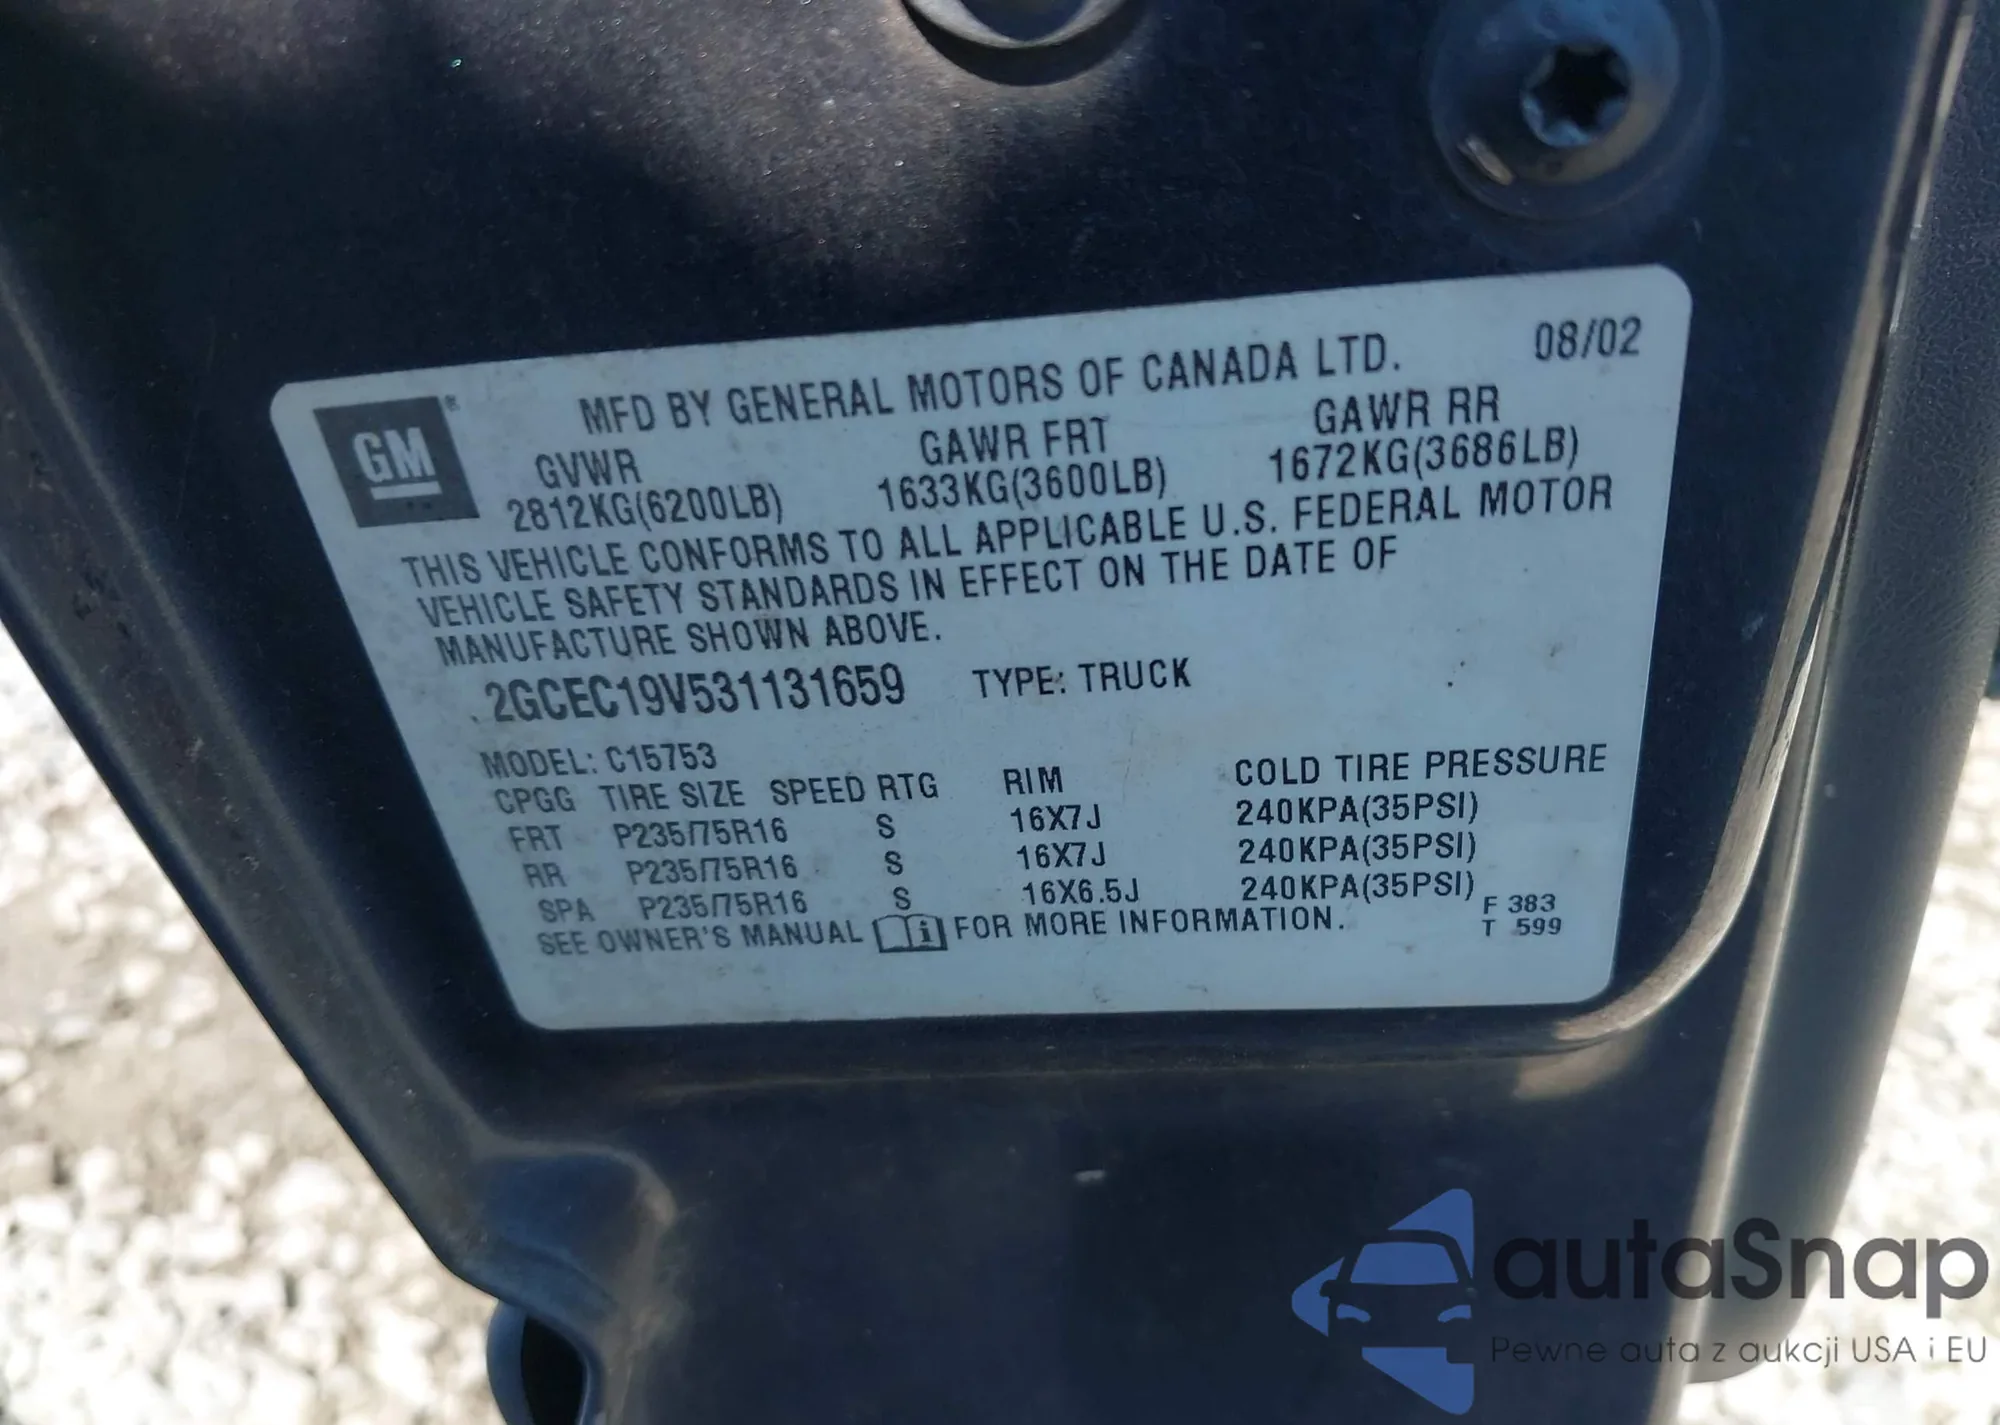 MFD BY GENERAL MOTORS OF CANADA LTD. 08/02
GM®
GVWR GAWR FRT GAWR RR
2812KG(6200LB) 1633KG(3600LB) 1672KG(3686LB)
THIS VEHICLE CONFORMS TO ALL APPLICABLE U.S. FEDERAL MOTOR
VEHICLE SAFETY STANDARDS IN EFFECT ON THE DATE OF
MANUFACTURE SHOWN ABOVE.
2GCEC19V531131659 TYPE: TRUCK
MODEL: C15753
CPGG TIRE SIZE SPEED RTG RIM COLD TIRE PRESSURE
FRT P235/75R16 S 16X7J 240KPA(35PSI)
RR P235/75R16 S 16X7J 240KPA(35PSI)
SPA P235/75R16 S 16X6.5J 240KPA(35PSI)
SEE OWNER'S MANUAL i FOR MORE INFORMATION.
F 383
T 599
autaSnap
Pewne auta z aukcji USA i EU